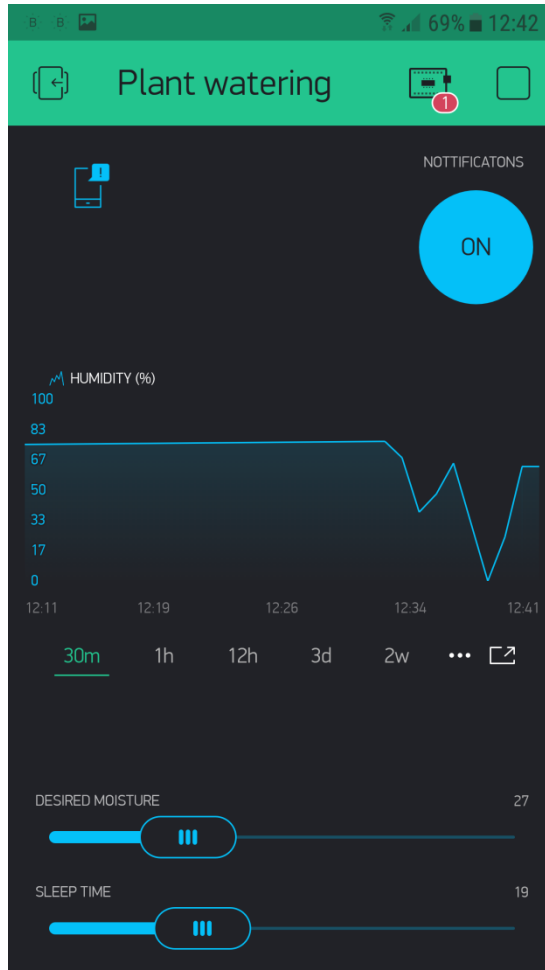 B B 69% 12:42
Plant watering
1
!
NOTTIFICATONS
ON
HUMIDITY (%)
100
83
67
50
33
17
0
12:11 12:19 12:26 12:34 12:41
30m 1h 12h 3d 2w
DESIRED MOISTURE 27
SLEEP TIME 19